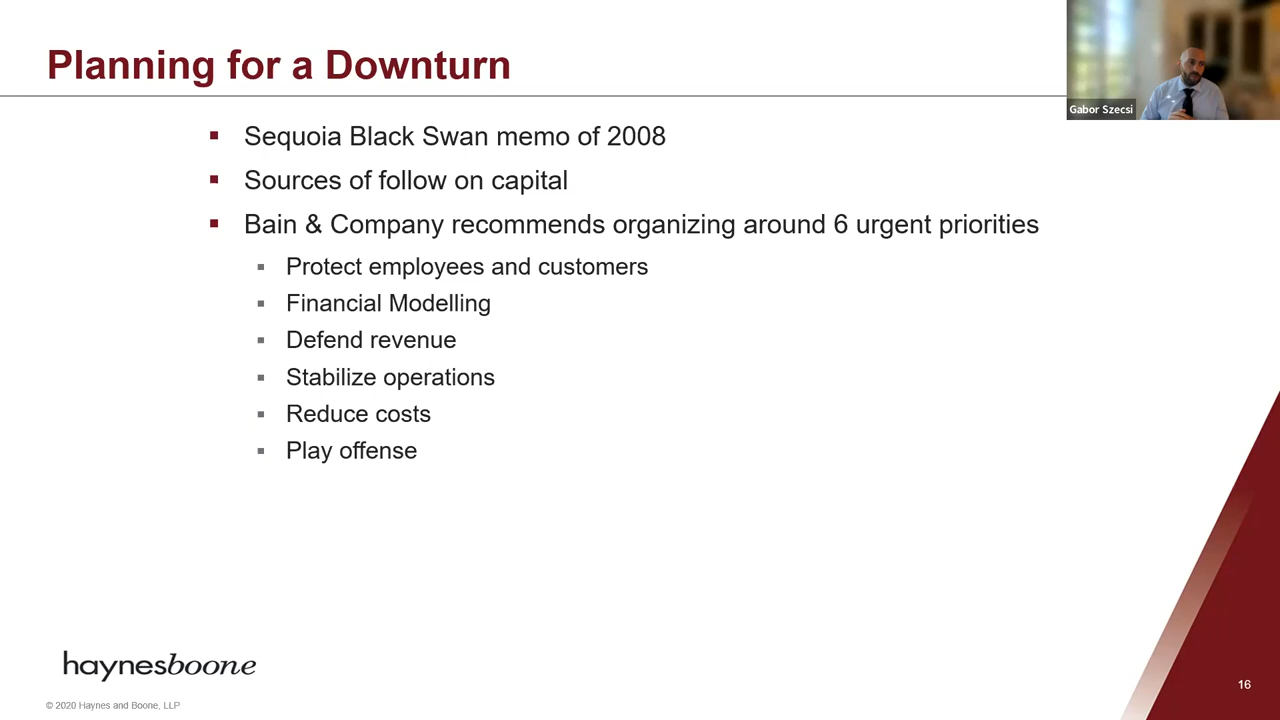 Planning for a Downturn
Gabor Szecsi
Sequoia Black Swan memo of 2008
Sources of follow on capital
Bain & Company recommends organizing around 6 urgent priorities
Protect employees and customers
Financial Modelling
Defend revenue
Stabilize operations
Reduce costs
Play offense
haynesboone
16
© 2020 Haynes and Boone, LLP